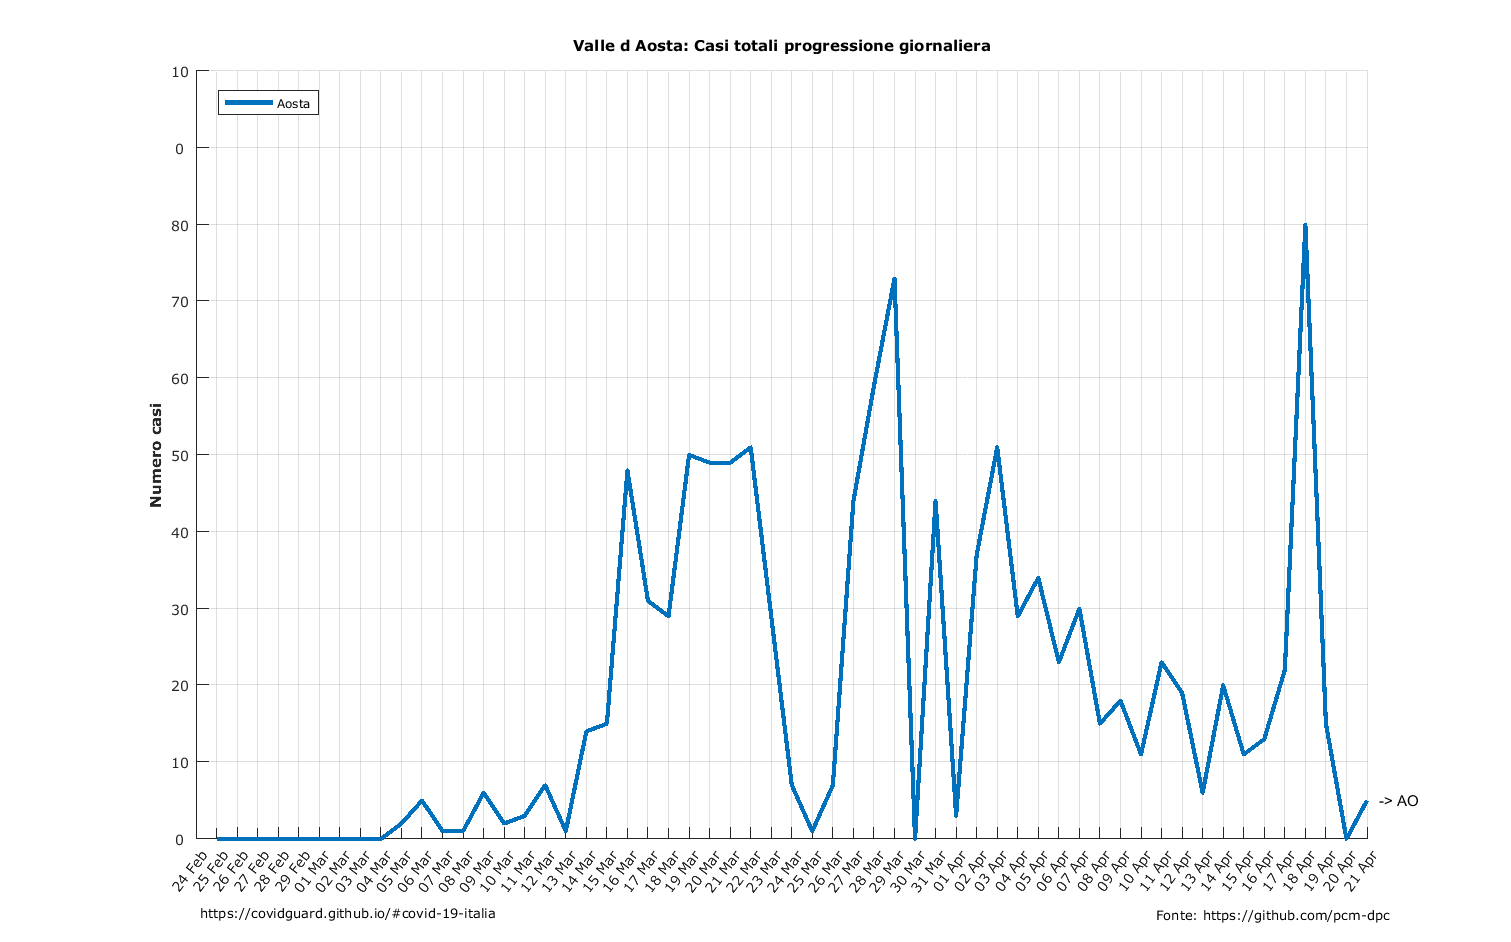 Valle d Aosta: Casi totali progressione giornaliera
Aosta
10
0
80
70
60
50
40
30
20
10
0
Numero casi
-> AO
24 Feb
25 Feb
26 Feb
27 Feb
28 Feb
29 Feb
01 Mar
02 Mar
03 Mar
04 Mar
05 Mar
06 Mar
07 Mar
08 Mar
09 Mar
10 Mar
11 Mar
12 Mar
13 Mar
14 Mar
15 Mar
16 Mar
17 Mar
18 Mar
19 Mar
20 Mar
21 Mar
22 Mar
23 Mar
24 Mar
25 Mar
26 Mar
27 Mar
28 Mar
29 Mar
30 Mar
31 Mar
01 Apr
02 Apr
03 Apr
04 Apr
05 Apr
06 Apr
07 Apr
08 Apr
09 Apr
10 Apr
11 Apr
12 Apr
13 Apr
14 Apr
15 Apr
16 Apr
17 Apr
18 Apr
19 Apr
20 Apr
21 Apr
https://covidguard.github.io/#covid-19-italia
Fonte: https://github.com/pcm-dpc